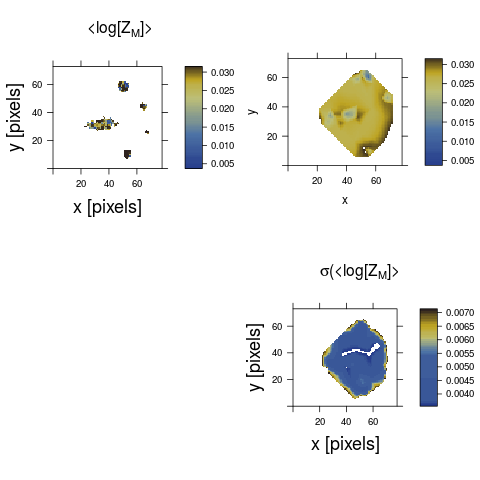 <log[Z_M]>
y [pixels]
60
40
20
20 40 60
x [pixels]
0.030
0.025
0.020
0.015
0.010
0.005
y
60
40
20
20 40 60
x
0.030
0.025
0.020
0.015
0.010
0.005
σ(<log[Z_M]>
y [pixels]
60
40
20
20 40 60
x [pixels]
0.0070
0.0065
0.0060
0.0055
0.0050
0.0045
0.0040